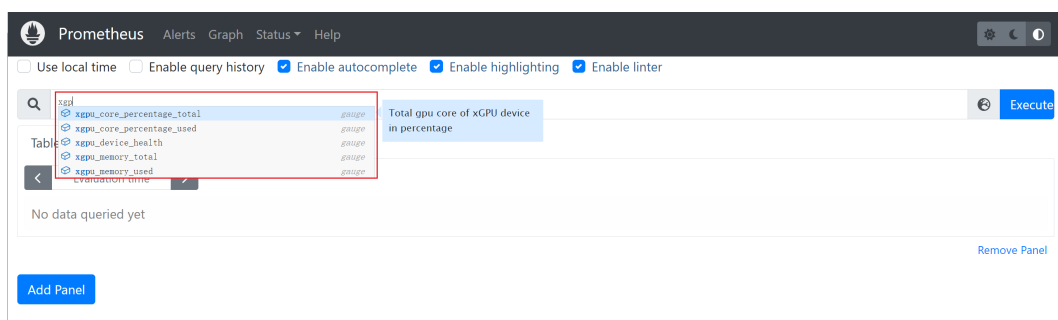 Prometheus Alerts Graph Status Help
Use local time Enable query history Enable autocomplete Enable highlighting Enable linter
xgp
Execute
xgpu_core_percentage_total gauge
Total gpu core of xGPU device
in percentage
xgpu_core_percentage_used gauge
Table
xgpu_device_health gauge
xgpu_memory_total gauge
xgpu_memory_used gauge
Evaluation time
No data queried yet
Remove Panel
Add Panel